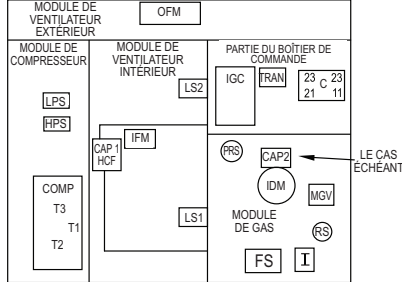 MODULE DE
VENTILATEUR
EXTÉRIEUR
OFM
MODULE DE
COMPRESSEUR
LPS
HPS
COMP
T3
T1
T2
MODULE DE
VENTILATEUR
INTÉRIEUR
LS2
IFM
CAP 1
HCF
LS1
PARTIE DU BOÎTIER DE
COMMANDE
IGC
TRAN
23 C 23
21 11
PRS
CAP2
LE CAS
ÉCHÉANT
IDM
MGV
MODULE
DE GAS
RS
FS
I